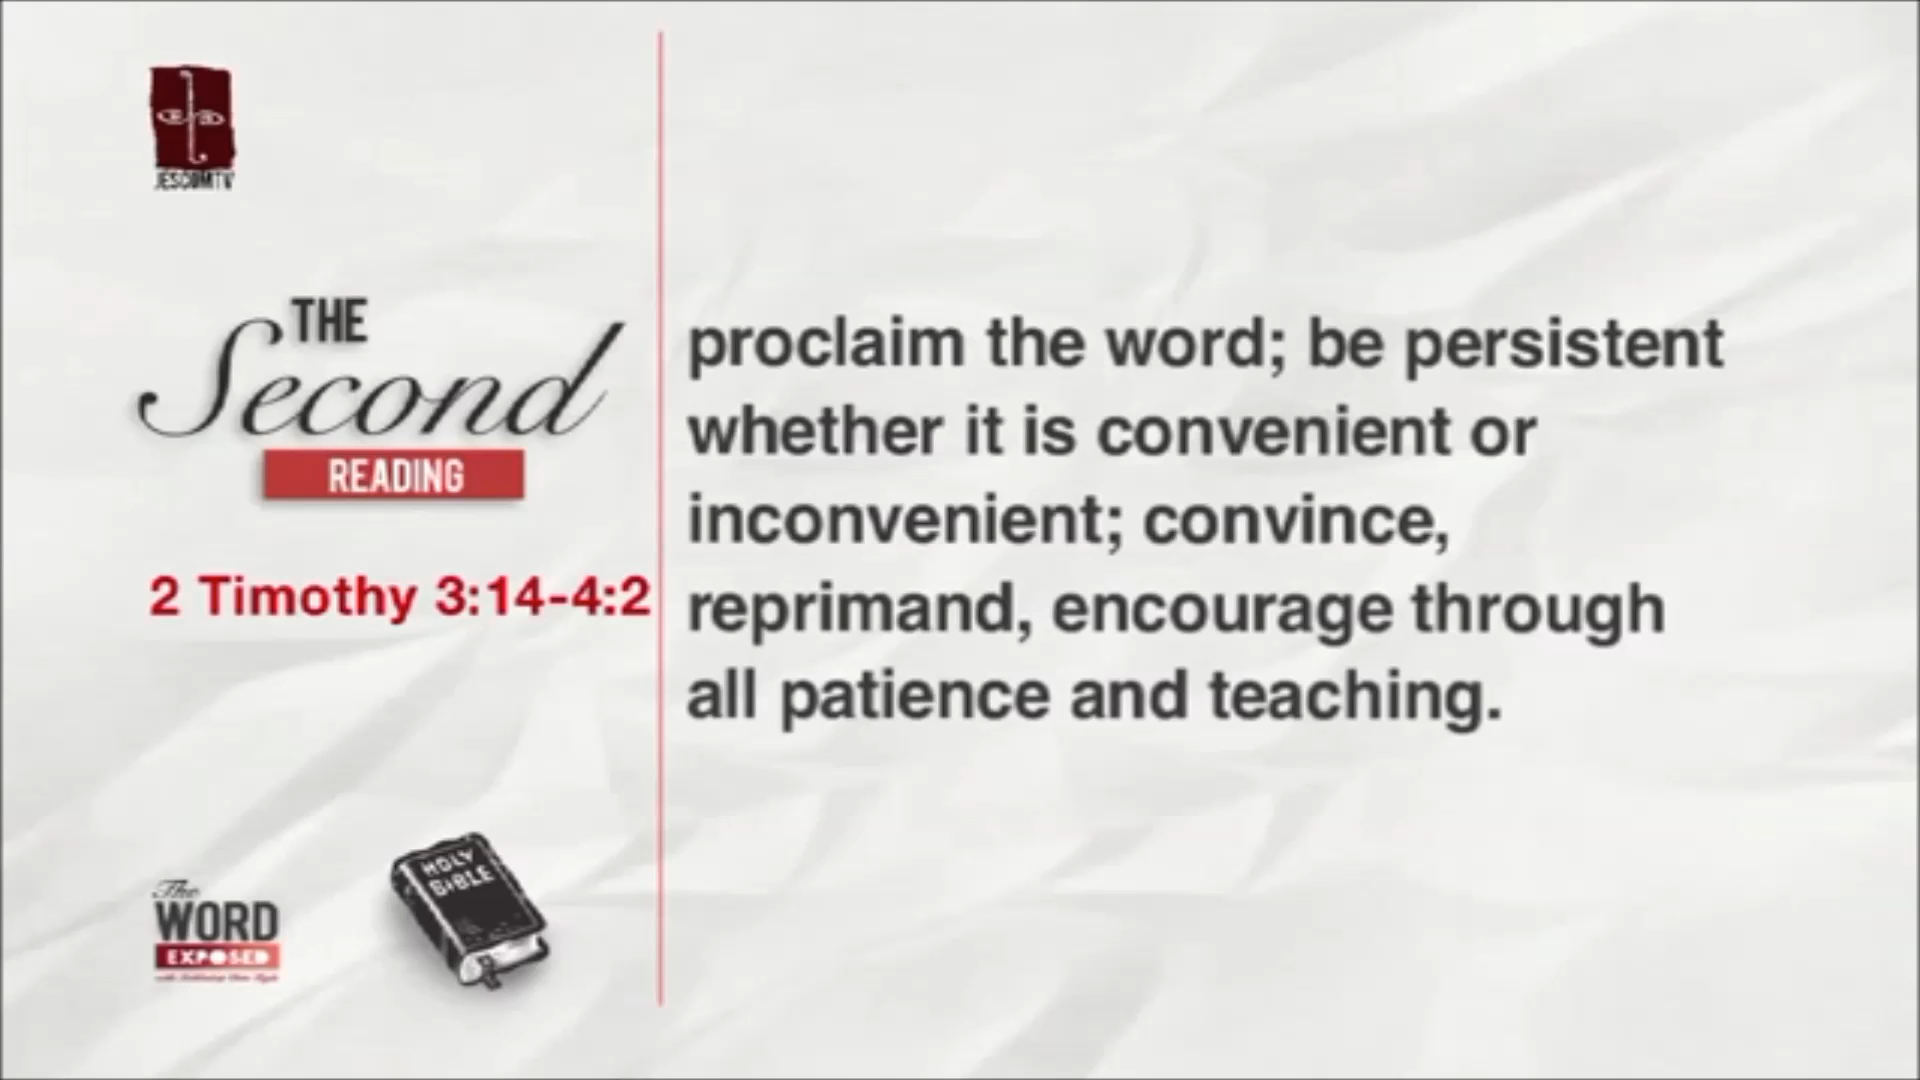 JESCOMTV
THE
Second
READING
2 Timothy 3:14-4:2
proclaim the word; be persistent
whether it is convenient or
inconvenient; convince,
reprimand, encourage through
all patience and teaching.
HOLY
BIBLE
The
WORD
EXPOSED